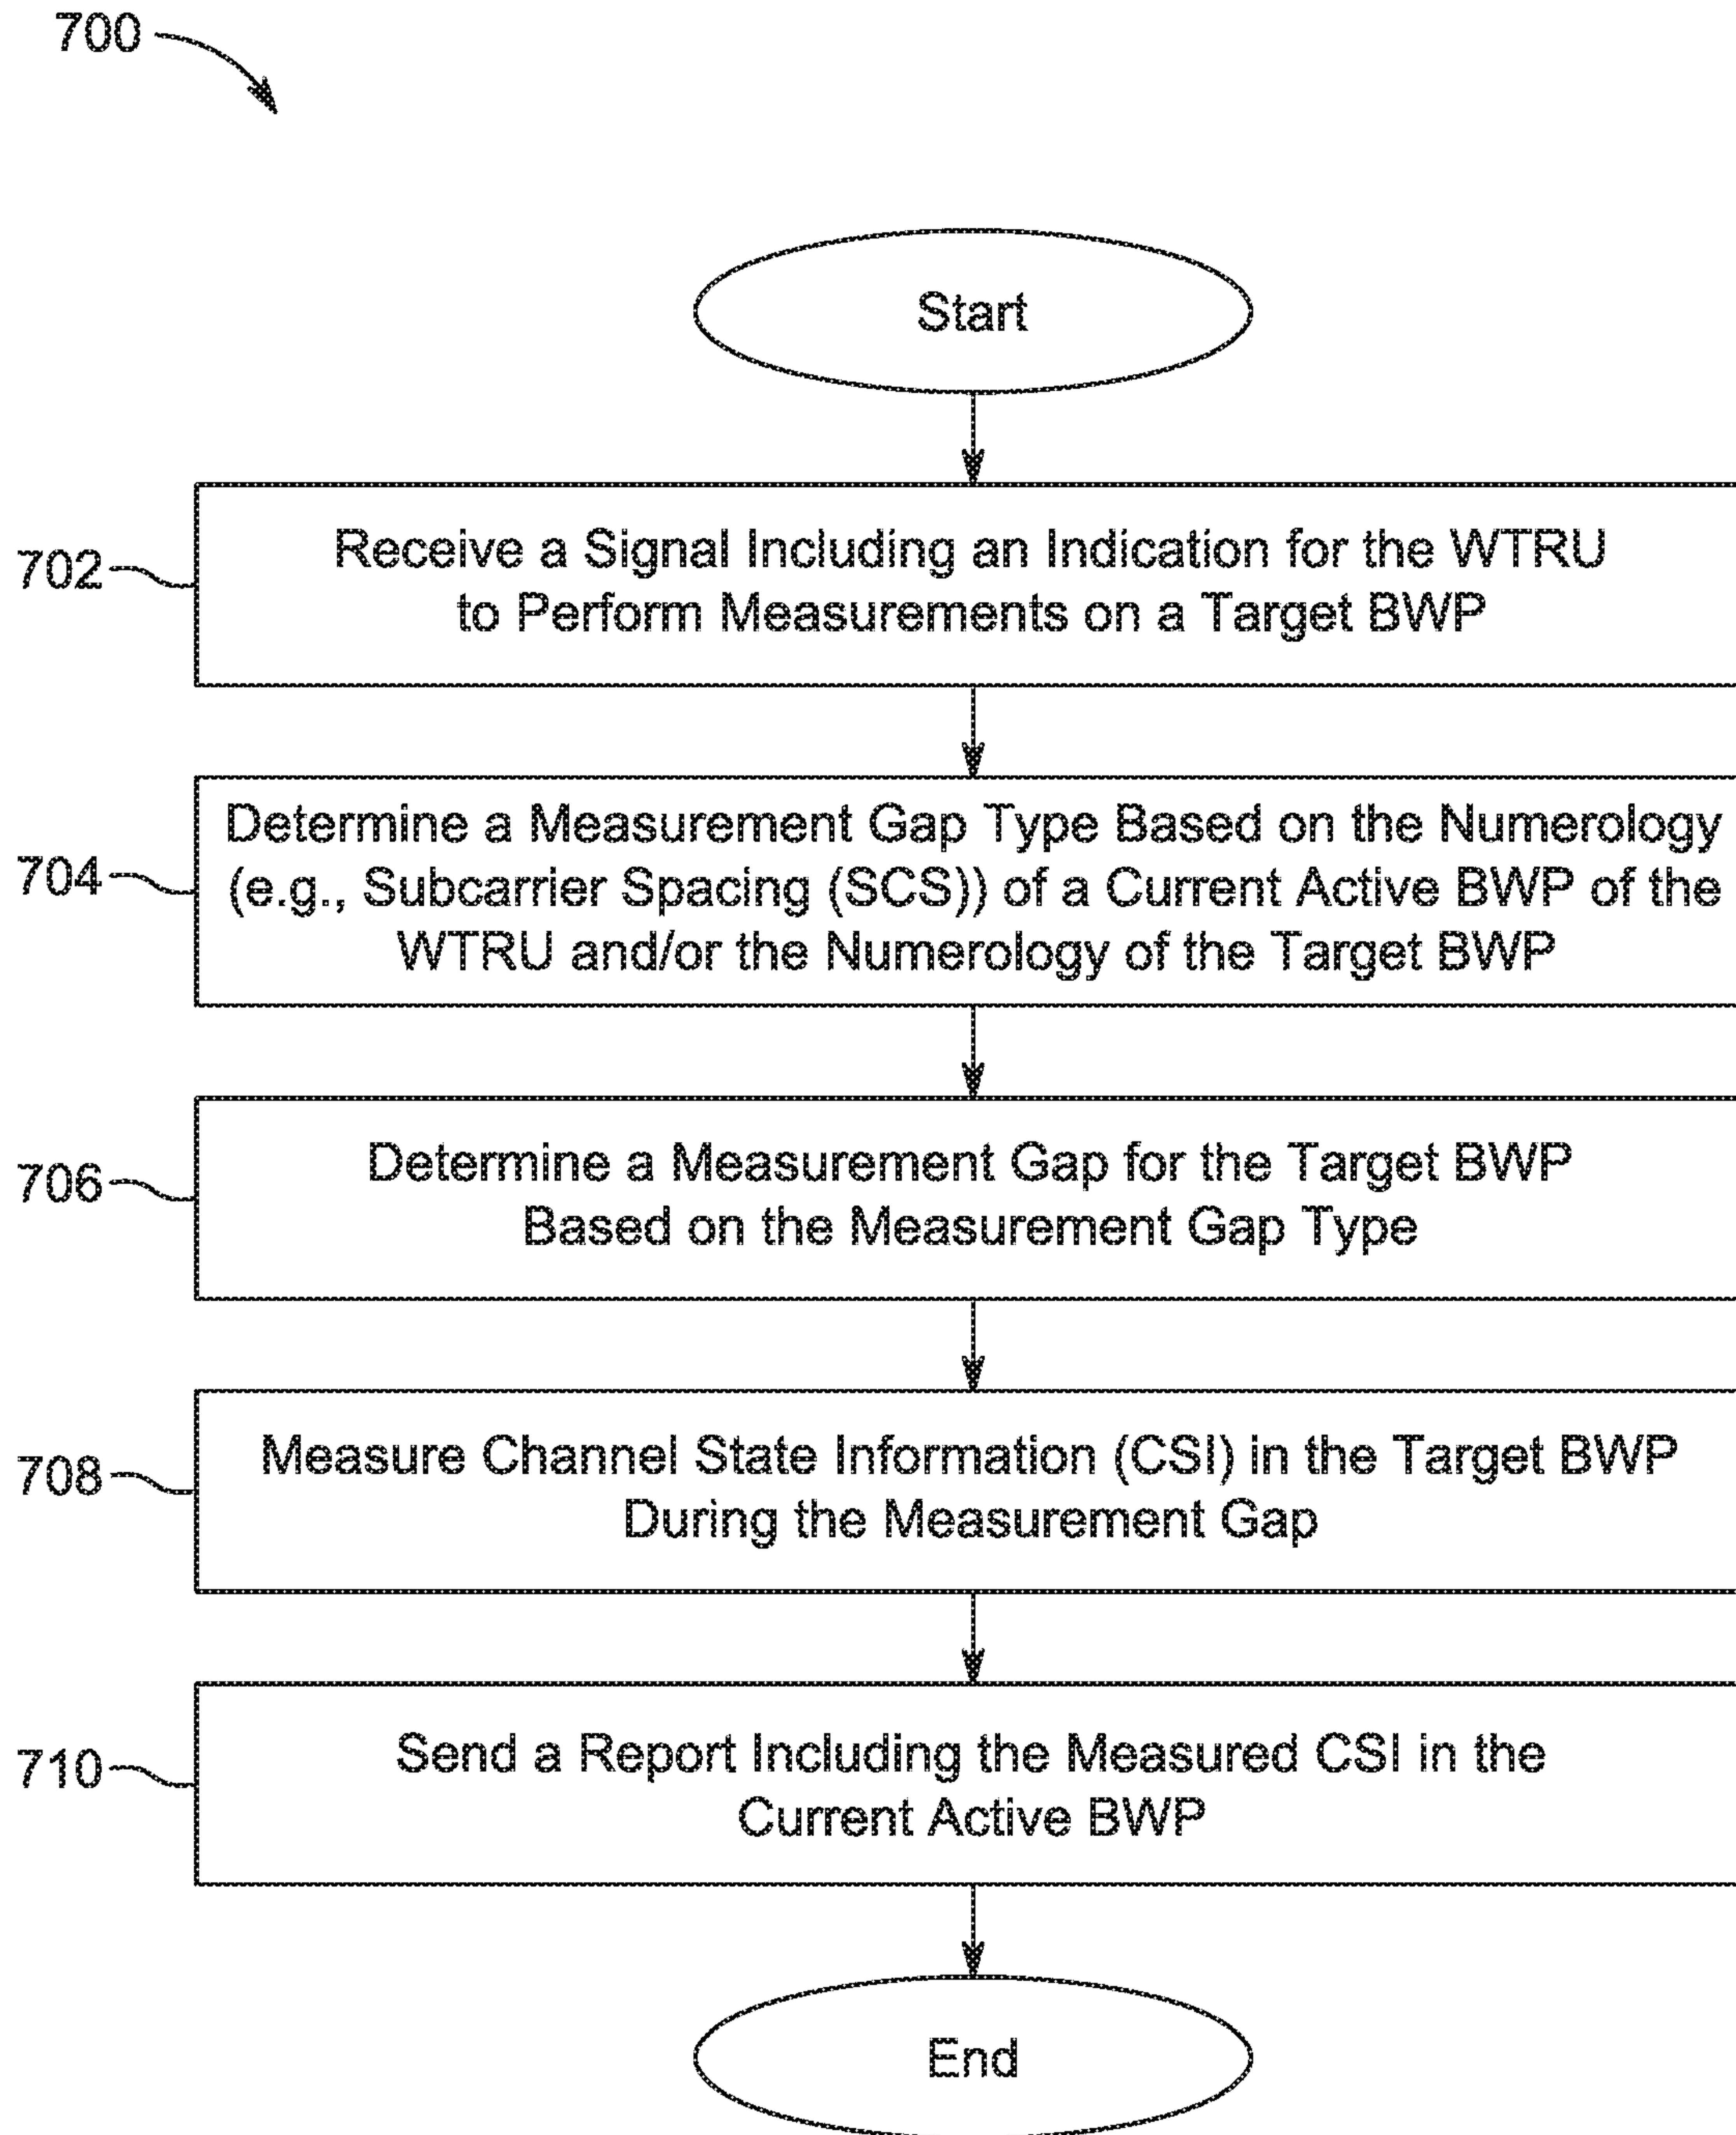 700
Start
702
Receive a Signal Including an Indication for the WTRU
to Perform Measurements on a Target BWP
704
Determine a Measurement Gap Type Based on the Numerology
(e.g., Subcarrier Spacing (SCS)) of a Current Active BWP of the
WTRU and/or the Numerology of the Target BWP
706
Determine a Measurement Gap for the Target BWP
Based on the Measurement Gap Type
708
Measure Channel State Information (CSI) in the Target BWP
During the Measurement Gap
710
Send a Report Including the Measured CSI in the
Current Active BWP
End